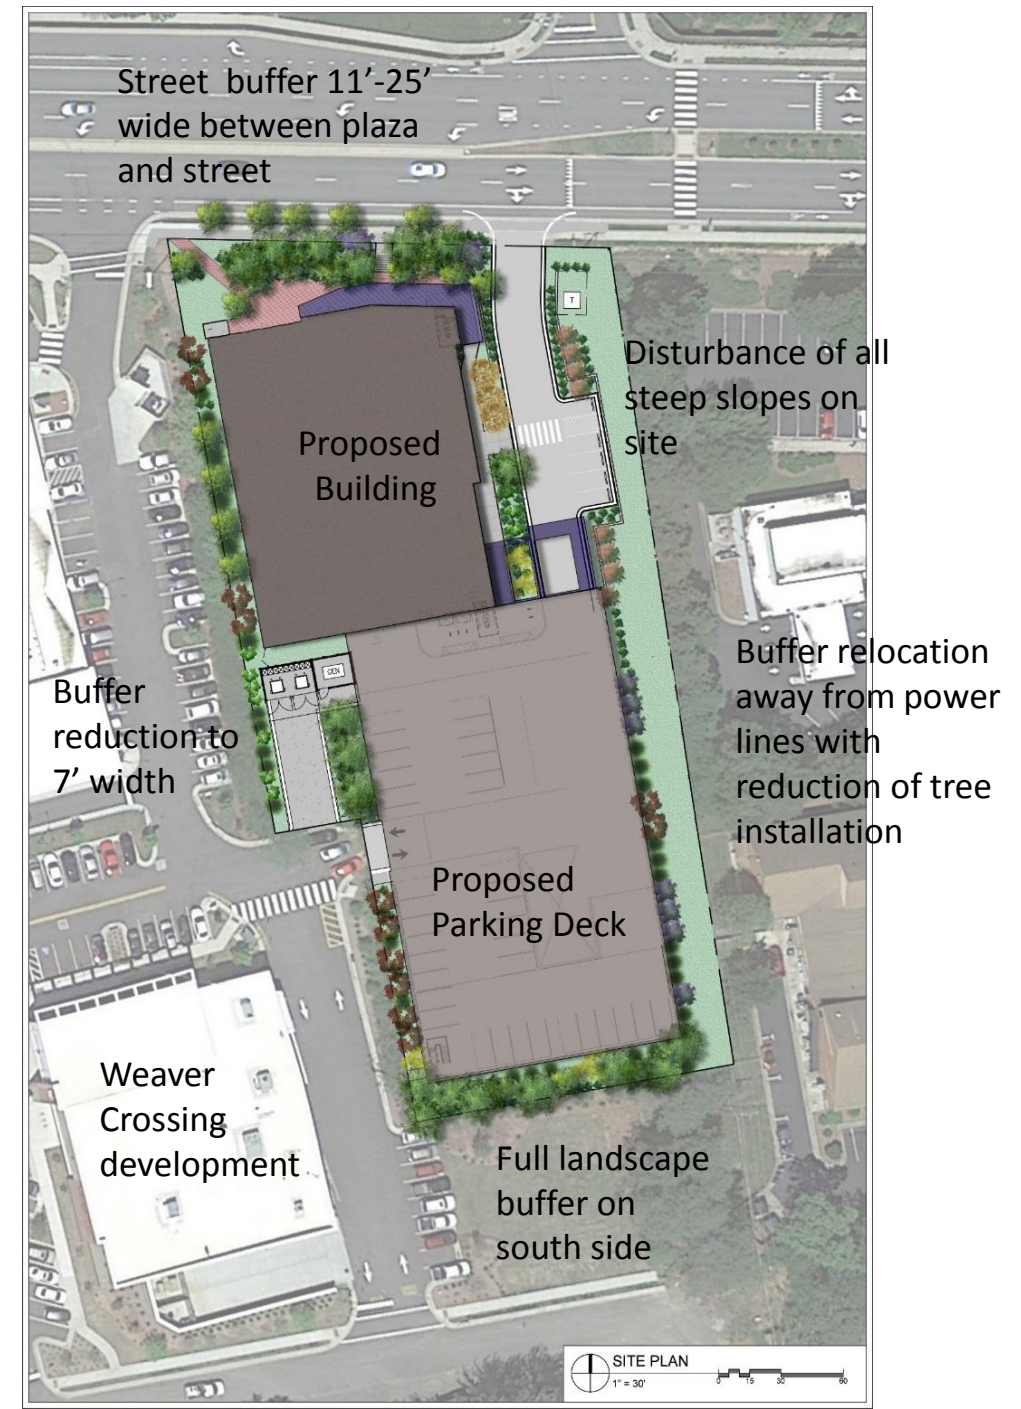 Street buffer 11’-25’
wide between plaza
and street
T
Disturbance of all
steep slopes on
site
Proposed
Building
GEN
Buffer
reduction to
7’ width
Buffer relocation
away from power
lines with
reduction of tree
installation
Proposed
Parking Deck
Weaver
Crossing
development
Full landscape
buffer on
south side
SITE PLAN
1" = 30'
0 15 30 60